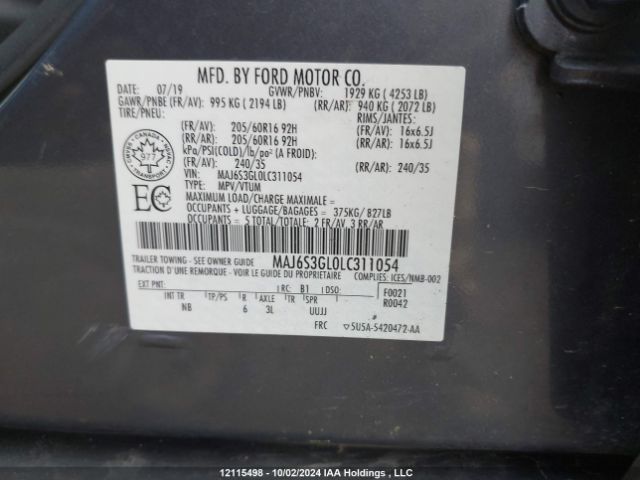 MFD. BY FORD MOTOR CO.
DATE: 07/19 GVWR/PNBV: 1929 KG ( 4253 LB)
GAWR/PNBE (FR/AV): 995 KG ( 2194 LB) (RR/AR): 940 KG ( 2072 LB)
TIRE/PNEU: RIMS/JANTES:
(FR/AV): 205/60R16 92H (FR/AV): 16x6.5J
(RR/AR): 205/60R16 92H (RR/AR): 16x6.5J
kPa/PSI(COLD)/lb/po² (A FROID):
(FR/AV): 240/35 (RR/AR): 240/35
VIN: MAJ6S3GL0LC311054
TYPE: MPV/VTUM
MAXIMUM LOAD/CHARGE MAXIMALE =
OCCUPANTS + LUGGAGE/BAGAGES = 375KG/ 827LB
OCCUPANTS = 5 TOTAL/TOTALE: 2 FR/AV, 3 RR/AR
CANADA
977
TRANSPORT
EC
MAJ6S3GL0LC311054
TRAILER TOWING - SEE OWNER GUIDE
TRACTION D'UNE REMORQUE - VOIR LE GUIDE DU PROPRIETAIRE COMPLIES: ICES/NMB-002
EXT PNT: RC: B1 DSO: F0021
INT TR TP/PS R AXLE TR SPR R0042
NB 6 3L UUJJ
FRC ▽5U5A-5420472-AA
12115498 - 10/02/2024 IAA Holdings , LLC